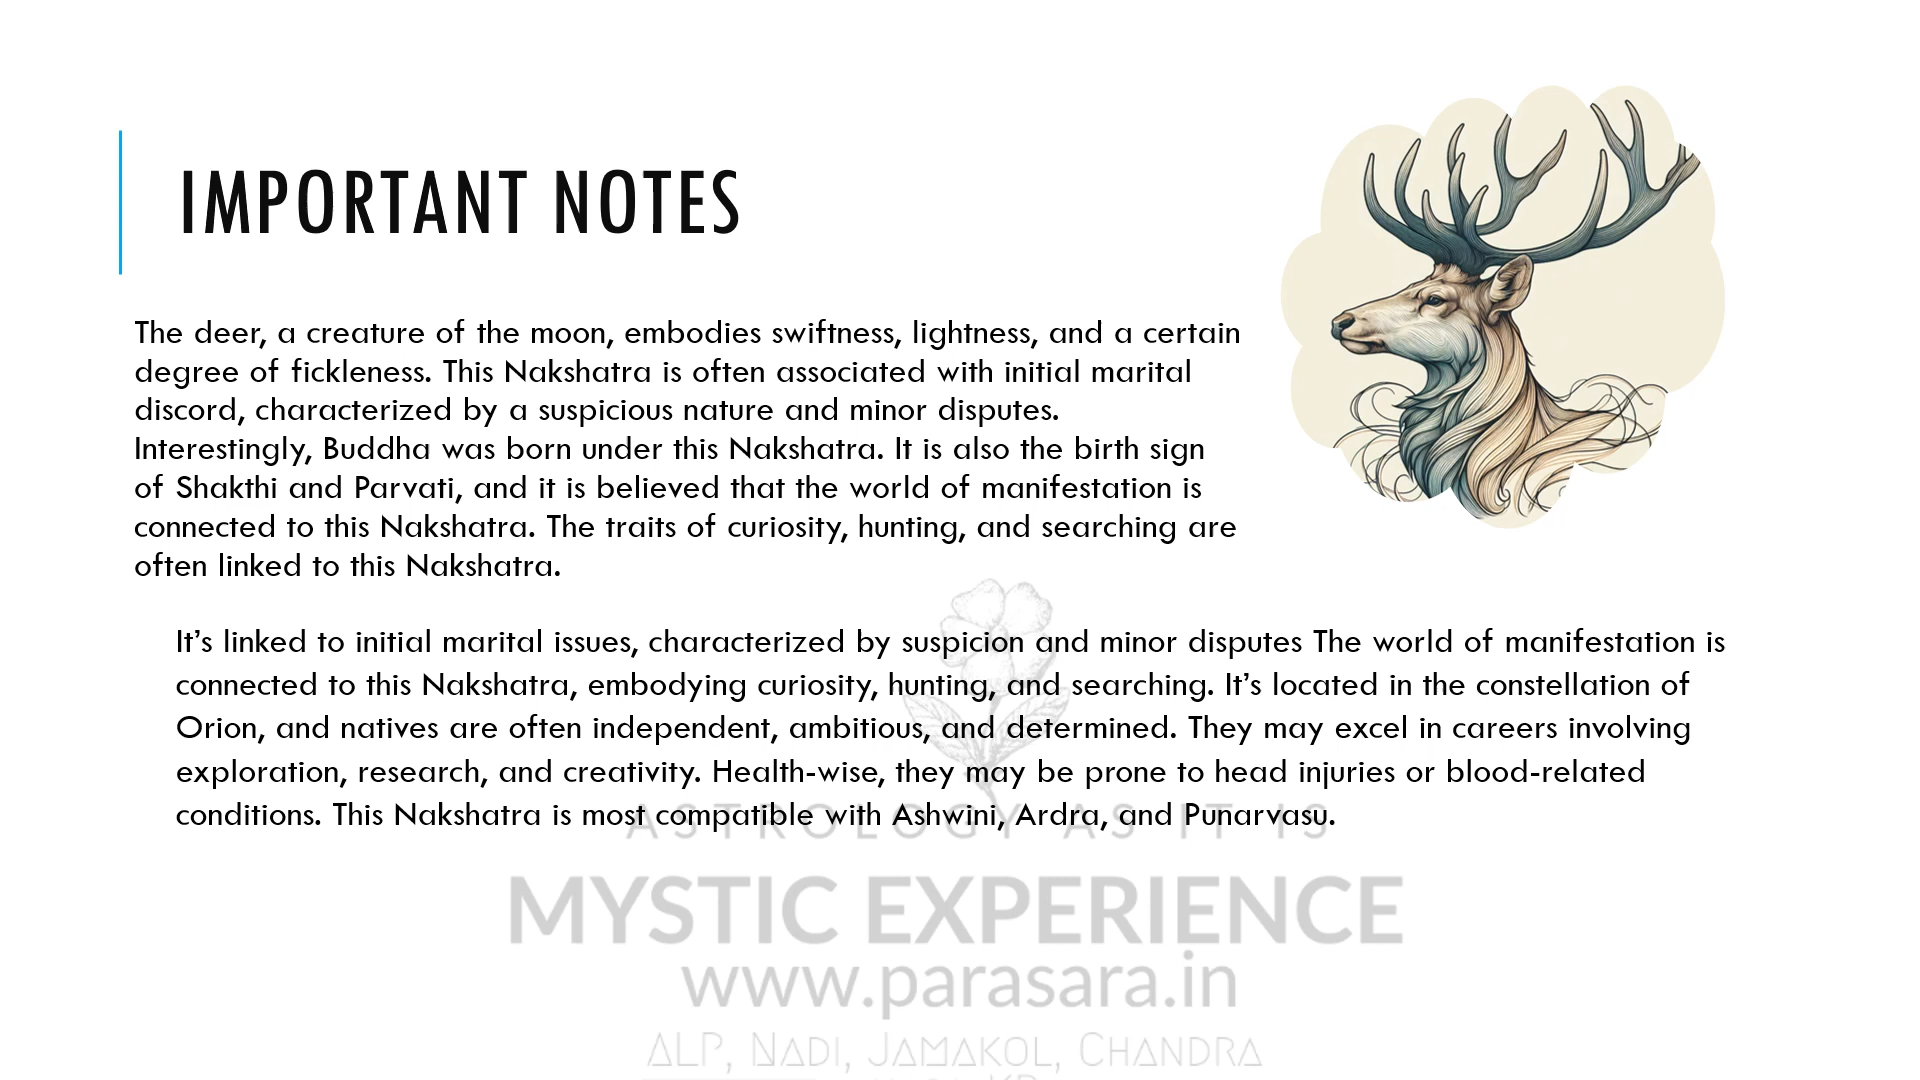 IMPORTANT NOTES
The deer, a creature of the moon, embodies swiftness, lightness, and a certain
degree of fickleness. This Nakshatra is often associated with initial marital
discord, characterized by a suspicious nature and minor disputes.
Interestingly, Buddha was born under this Nakshatra. It is also the birth sign
of Shakthi and Parvati, and it is believed that the world of manifestation is
connected to this Nakshatra. The traits of curiosity, hunting, and searching are
often linked to this Nakshatra.
It’s linked to initial marital issues, characterized by suspicion and minor disputes The world of manifestation is
connected to this Nakshatra, embodying curiosity, hunting, and searching. It’s located in the constellation of
Orion, and natives are often independent, ambitious, and determined. They may excel in careers involving
exploration, research, and creativity. Health-wise, they may be prone to head injuries or blood-related
conditions. This Nakshatra is most compatible with Ashwini, Ardra, and Punarvasu.
ASTROLOGY AS IT IS
MYSTIC EXPERIENCE
www.parasara.in
ALP, NADI, JAMAKOL, CHANDRA